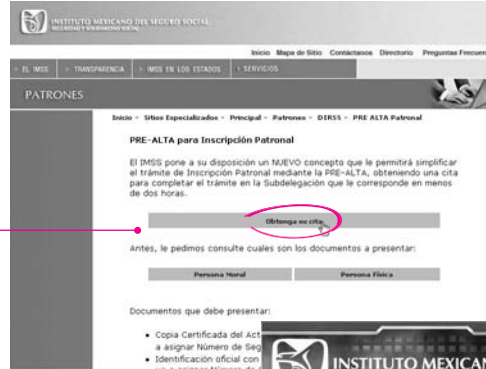 INSTITUTO MEXICANO DEL SEGURO SOCIAL
SEGURIDAD Y SOLIDARIDAD SOCIAL
Inicio Mapa de Sitio Contáctanos Directorio Preguntas Frecuen
EL IMSS TRANSPARENCIA IMSS EN LOS ESTADOS SERVICIOS
PATRONES
Inicio - Sitios Especializados - Principal - Patrones - DIRSS - PRE ALTA Patronal
PRE-ALTA para Inscripción Patronal
El IMSS pone a su disposición un NUEVO concepto que le permitirá simplificar
el trámite de Inscripción Patronal mediante la PRE-ALTA, obteniendo una cita
para completar el trámite en la Subdelegación que le corresponde en menos
de dos horas.
Obtenga su cita
Antes, le pedimos consulte cuales son los documentos a presentar:
Persona Moral Persona Física
Documentos que debe presentar:
• Copia Certificada del Act
a asignar Número de Seg
• Identificación oficial con
INSTITUTO MEXICAN